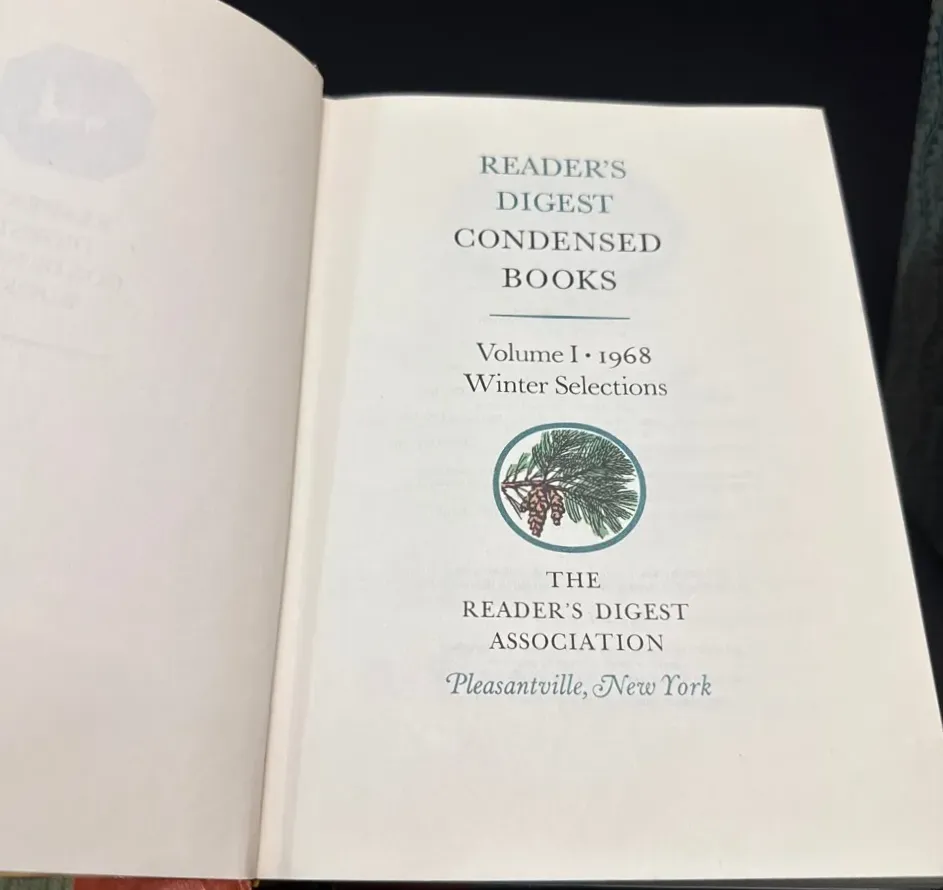 READER'S
DIGEST
CONDENSED
BOOKS
Volume I • 1968
Winter Selections
THE
READER'S DIGEST
ASSOCIATION
Pleasantville, New York